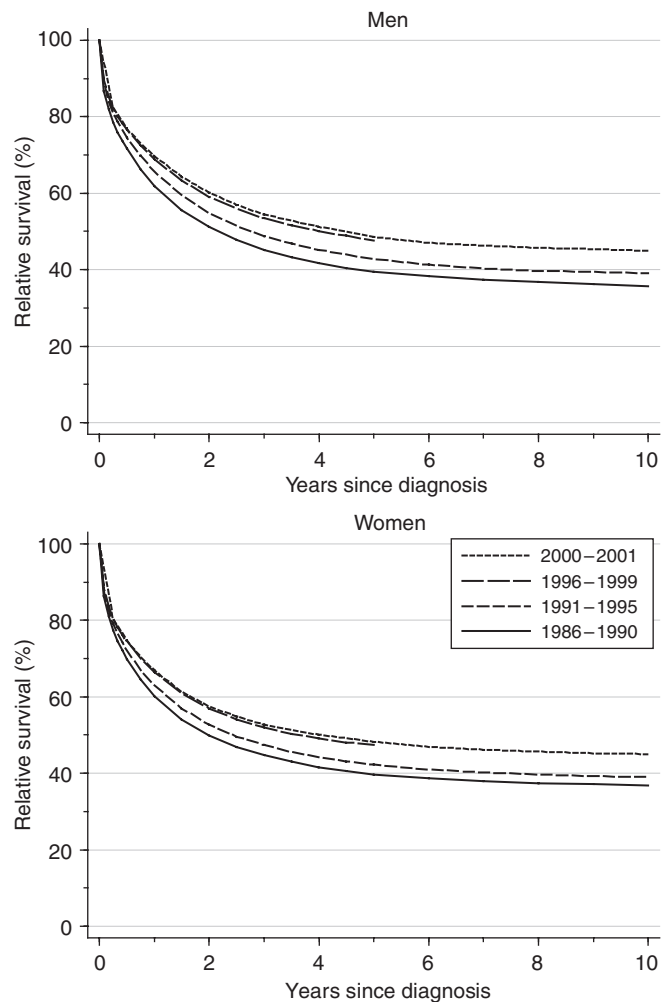 Men
100
80
60
40
20
0
Relative survival (%)
0 2 4 6 8 10
Years since diagnosis
Women
100
80
60
40
20
0
Relative survival (%)
2000–2001
1996–1999
1991–1995
1986–1990
0 2 4 6 8 10
Years since diagnosis